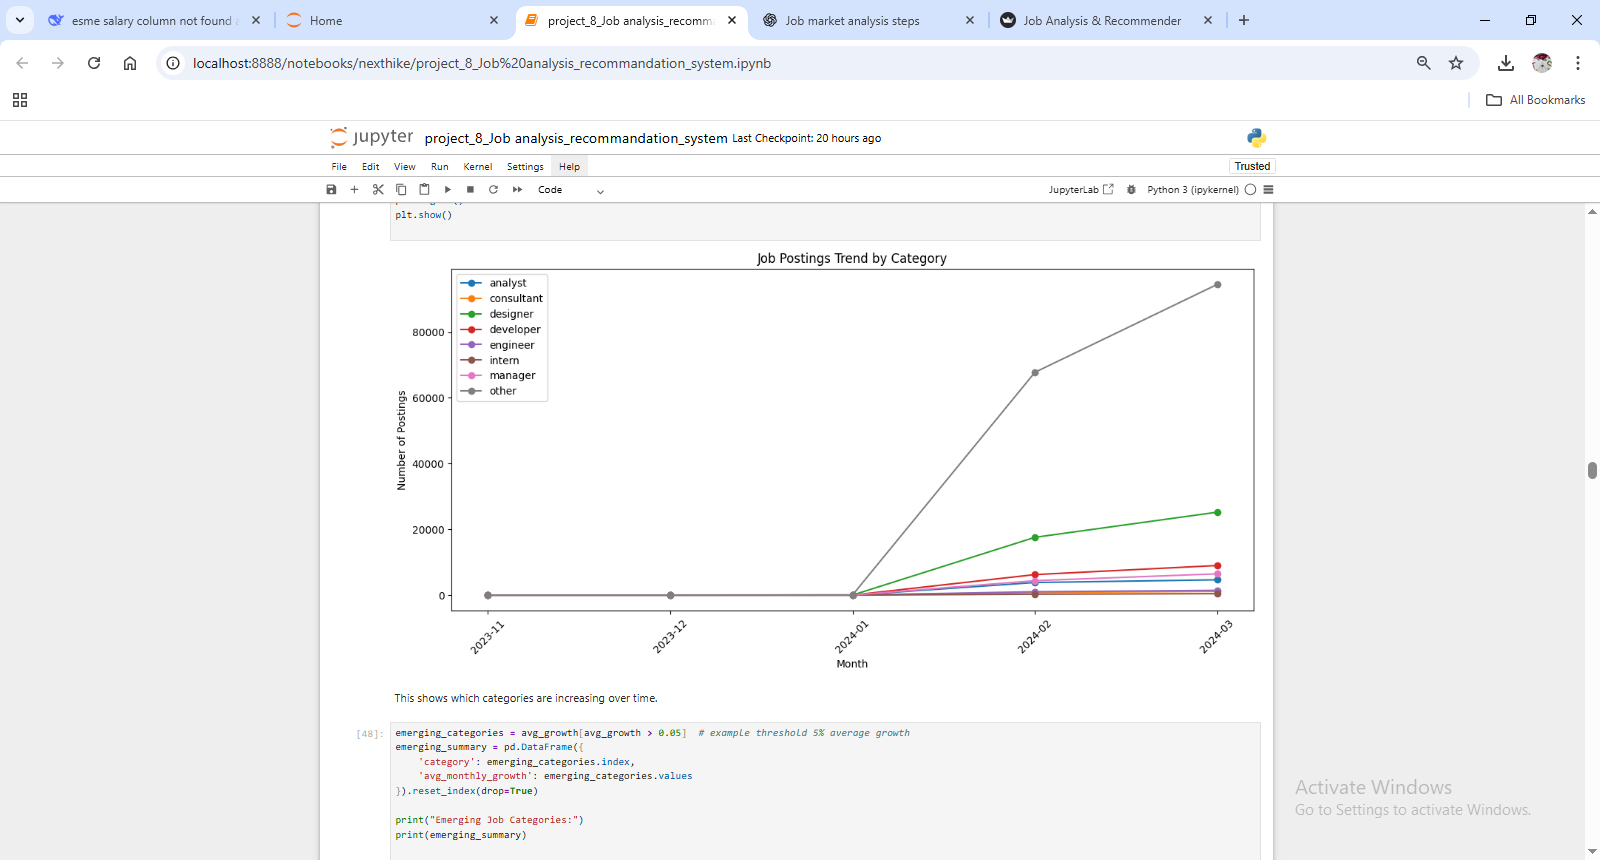 esme salary column not found
Home
project_8_Job analysis_recomm
Job market analysis steps
Job Analysis & Recommender
localhost:8888/notebooks/nexthike/project_8_Job%20analysis_recommandation_system.ipynb
All Bookmarks
jupyter project_8_Job analysis_recommandation_system Last Checkpoint: 20 hours ago
File Edit View Run Kernel Settings Help
Trusted
Code
JupyterLab
Python 3 (ipykernel)
plt.show()
Job Postings Trend by Category
analyst
consultant
designer
developer
engineer
intern
manager
other
Number of Postings
80000
60000
40000
20000
0
2023-11
2023-12
2024-01
2024-02
2024-03
Month
This shows which categories are increasing over time.
[48]:
emerging_categories = avg_growth[avg_growth > 0.05]  # example threshold 5% average growth
emerging_summary = pd.DataFrame({
    'category': emerging_categories.index,
    'avg_monthly_growth': emerging_categories.values
}).reset_index(drop=True)
print("Emerging Job Categories:")
print(emerging_summary)
Activate Windows
Go to Settings to activate Windows.